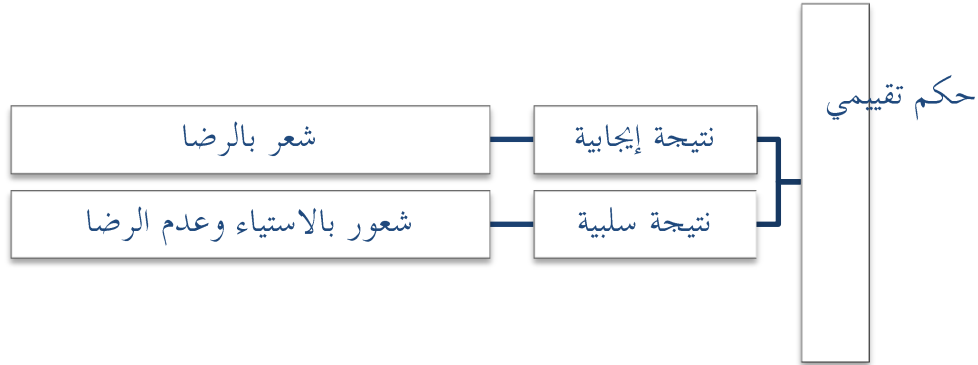 حكم تقييمي
نتيجة إيجابية
شعر بالرضا
نتيجة سلبية
شعور بالاستياء وعدم الرضا